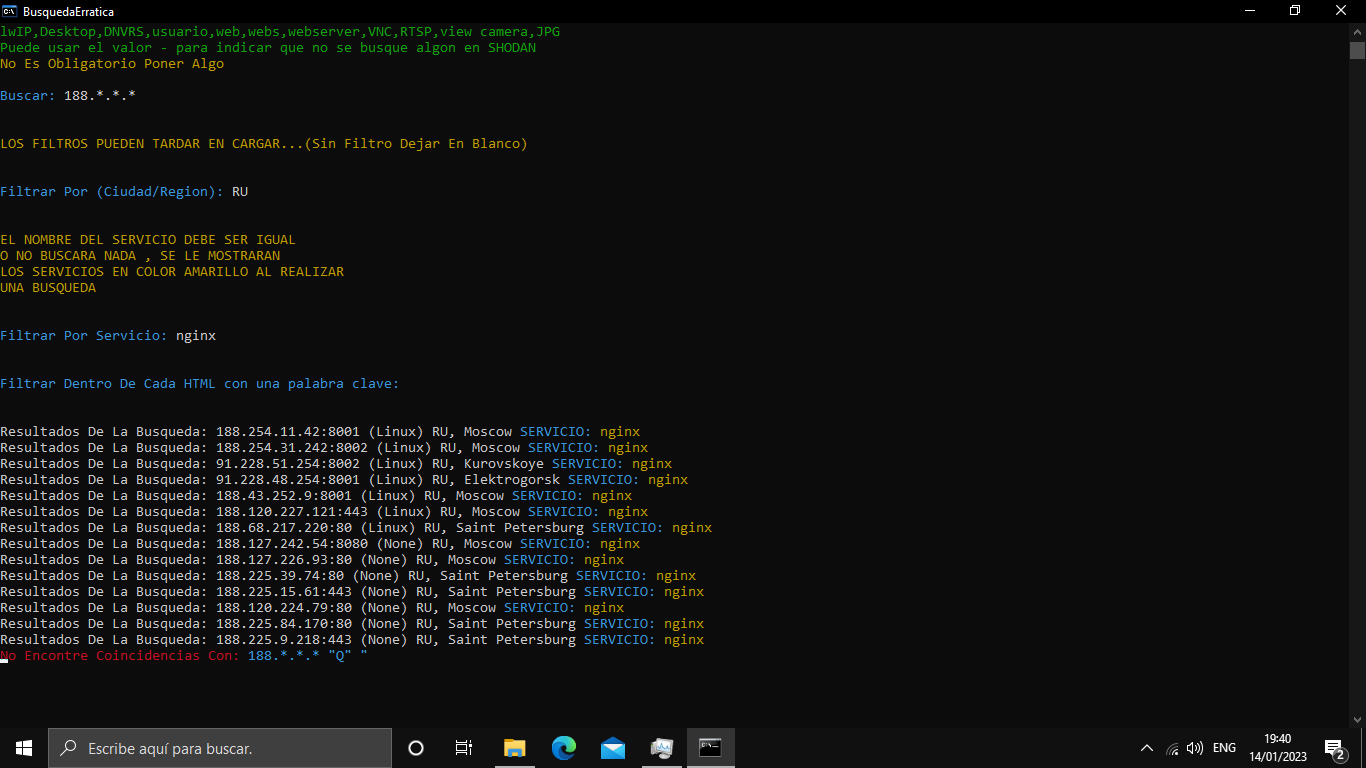 BusquedaErratica
lwIP,Desktop,DNVRS,usuario,web,webs,webserver,VNC,RTSP,view camera,JPG
Puede usar el valor - para indicar que no se busque algon en SHODAN
No Es Obligatorio Poner Algo
Buscar: 188.*.*.*
LOS FILTROS PUEDEN TARDAR EN CARGAR...(Sin Filtro Dejar En Blanco)
Filtrar Por (Ciudad/Region): RU
EL NOMBRE DEL SERVICIO DEBE SER IGUAL
O NO BUSCARA NADA , SE LE MOSTRARAN
LOS SERVICIOS EN COLOR AMARILLO AL REALIZAR
UNA BUSQUEDA
Filtrar Por Servicio: nginx
Filtrar Dentro De Cada HTML con una palabra clave:
Resultados De La Busqueda: 188.254.11.42:8001 (Linux) RU, Moscow SERVICIO: nginx
Resultados De La Busqueda: 188.254.31.242:8002 (Linux) RU, Moscow SERVICIO: nginx
Resultados De La Busqueda: 91.228.51.254:8002 (Linux) RU, Kurovskoye SERVICIO: nginx
Resultados De La Busqueda: 91.228.48.254:8001 (Linux) RU, Elektrogorsk SERVICIO: nginx
Resultados De La Busqueda: 188.43.252.9:8001 (Linux) RU, Moscow SERVICIO: nginx
Resultados De La Busqueda: 188.120.227.121:443 (Linux) RU, Moscow SERVICIO: nginx
Resultados De La Busqueda: 188.68.217.220:80 (Linux) RU, Saint Petersburg SERVICIO: nginx
Resultados De La Busqueda: 188.127.242.54:8080 (None) RU, Moscow SERVICIO: nginx
Resultados De La Busqueda: 188.127.226.93:80 (None) RU, Moscow SERVICIO: nginx
Resultados De La Busqueda: 188.225.39.74:80 (None) RU, Saint Petersburg SERVICIO: nginx
Resultados De La Busqueda: 188.225.15.61:443 (None) RU, Saint Petersburg SERVICIO: nginx
Resultados De La Busqueda: 188.120.224.79:80 (None) RU, Moscow SERVICIO: nginx
Resultados De La Busqueda: 188.225.84.170:80 (None) RU, Saint Petersburg SERVICIO: nginx
Resultados De La Busqueda: 188.225.9.218:443 (None) RU, Saint Petersburg SERVICIO: nginx
No Encontre Coincidencias Con: 188.*.*.* "Q" "
Escribe aquí para buscar.
ENG
19:40
14/01/2023
2